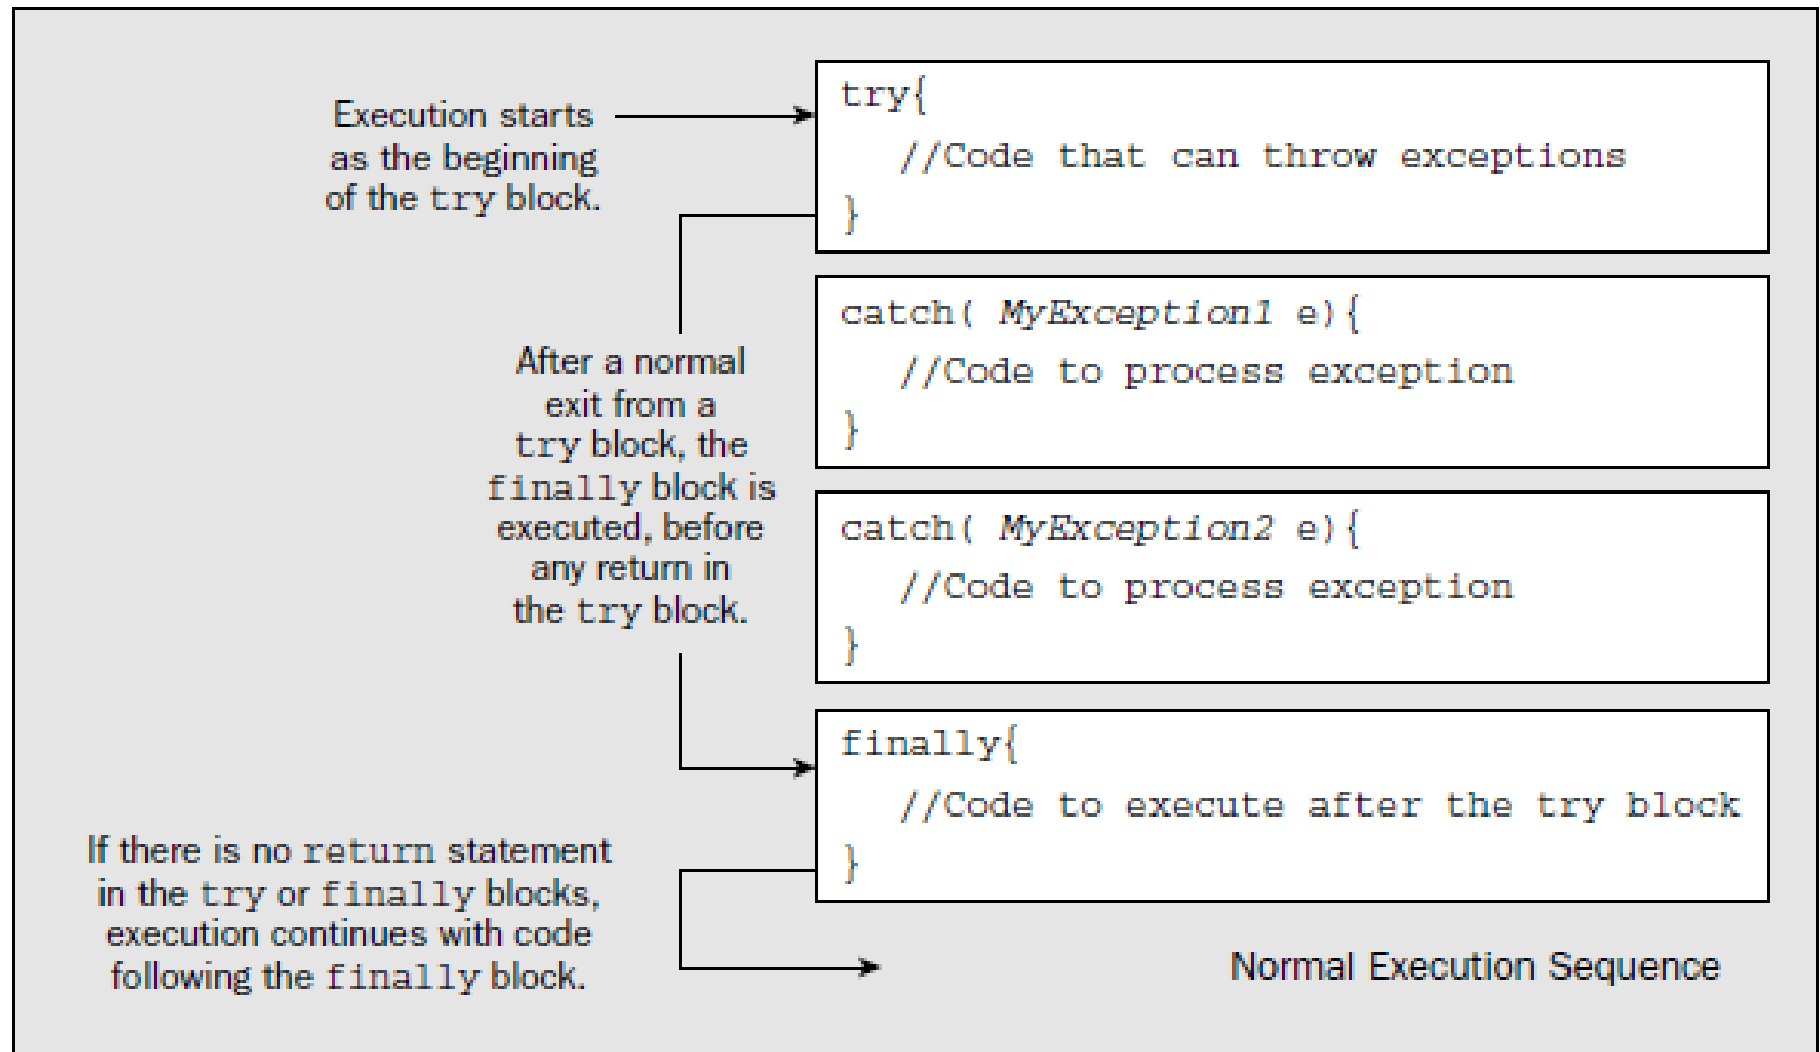 Execution starts
as the beginning
of the try block.
try{
//Code that can throw exceptions
}
After a normal
exit from a
try block, the
finally block is
executed, before
any return in
the try block.
catch( MyException1 e){
//Code to process exception
}
catch( MyException2 e){
//Code to process exception
}
finally{
//Code to execute after the try block
}
If there is no return statement
in the try or finally blocks,
execution continues with code
following the finally block.
Normal Execution Sequence